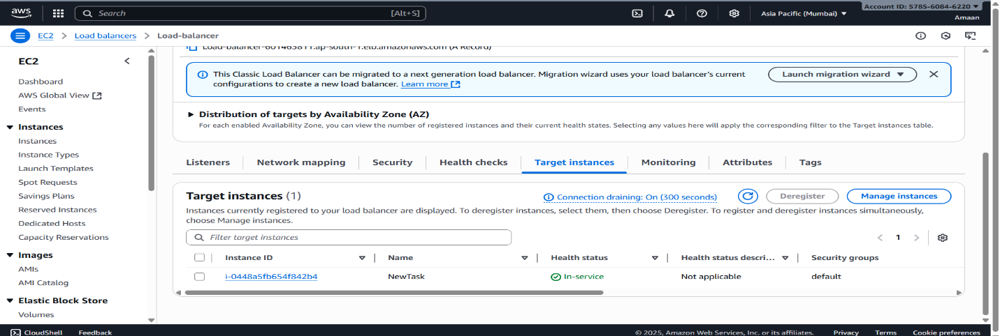 aws
Search [Alt+S]
Asia Pacific (Mumbai)
Account ID: 5785-6084-6220
Amaan
EC2 > Load balancers > Load-balancer
EC2
Dashboard
AWS Global View
Events
Instances
Instances
Instance Types
Launch Templates
Spot Requests
Savings Plans
Reserved Instances
Dedicated Hosts
Capacity Reservations
Images
AMIs
AMI Catalog
Elastic Block Store
Volumes
Load-balancer-601463811.ap-south-1.elb.amazonaws.com (A Record)
This Classic Load Balancer can be migrated to a next generation load balancer. Migration wizard uses your load balancer's current
configurations to create a new load balancer. Learn more
Launch migration wizard
Distribution of targets by Availability Zone (AZ)
For each enabled Availability Zone, you can view the number of registered instances and their current health states. Selecting any values here will apply the corresponding filter to the Target instances table.
Listeners Network mapping Security Health checks Target instances Monitoring Attributes Tags
Target instances (1)
Connection draining: On (300 seconds)
Deregister
Manage instances
Instances currently registered to your load balancer are displayed. To deregister instances, select them, then choose Deregister. To register and deregister instances simultaneously,
choose Manage instances.
Filter target instances
1
Instance ID Name Health status Health status descri... Security groups
i-0448a5fb654f842b4 NewTask In-service Not applicable default
CloudShell Feedback © 2025, Amazon Web Services, Inc. or its affiliates. Privacy Terms Cookie preferences